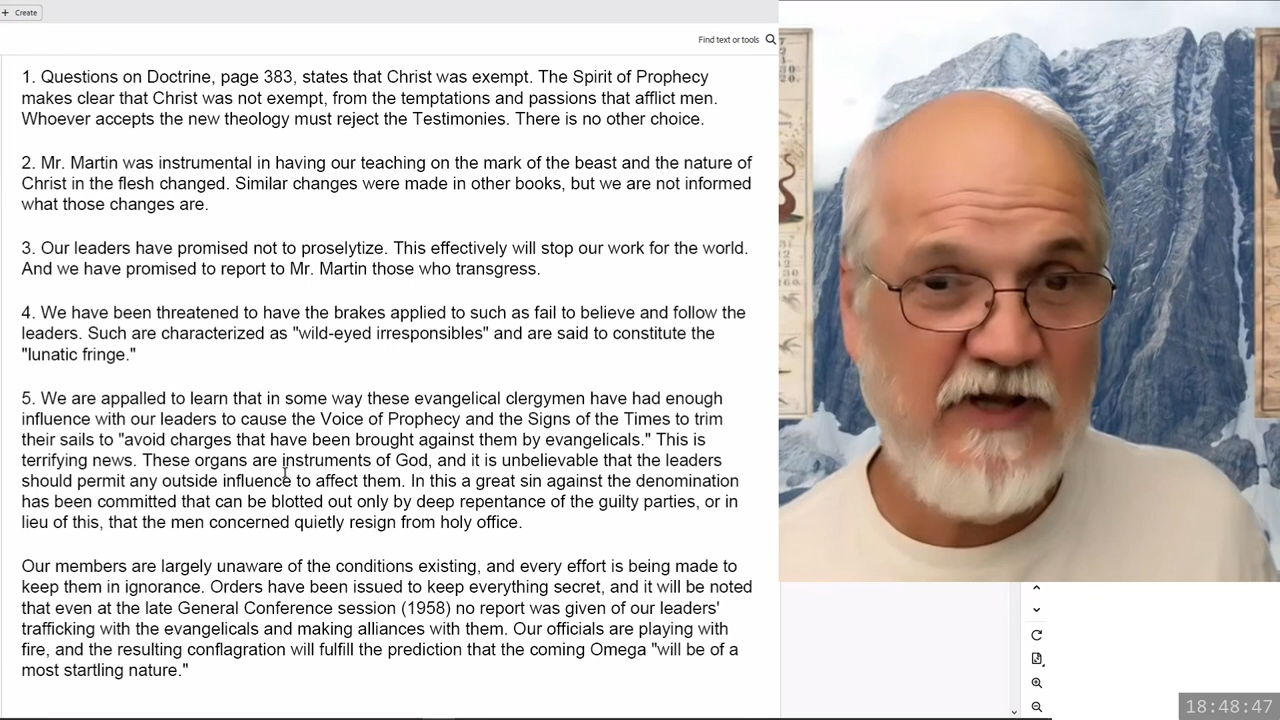 + Create
Find text or tools
1. Questions on Doctrine, page 383, states that Christ was exempt. The Spirit of Prophecy
makes clear that Christ was not exempt, from the temptations and passions that afflict men.
Whoever accepts the new theology must reject the Testimonies. There is no other choice.
2. Mr. Martin was instrumental in having our teaching on the mark of the beast and the nature of
Christ in the flesh changed. Similar changes were made in other books, but we are not informed
what those changes are.
3. Our leaders have promised not to proselytize. This effectively will stop our work for the world.
And we have promised to report to Mr. Martin those who transgress.
4. We have been threatened to have the brakes applied to such as fail to believe and follow the
leaders. Such are characterized as "wild-eyed irresponsibles" and are said to constitute the
"lunatic fringe."
5. We are appalled to learn that in some way these evangelical clergymen have had enough
influence with our leaders to cause the Voice of Prophecy and the Signs of the Times to trim
their sails to "avoid charges that have been brought against them by evangelicals." This is
terrifying news. These organs are instruments of God, and it is unbelievable that the leaders
should permit any outside influence to affect them. In this a great sin against the denomination
has been committed that can be blotted out only by deep repentance of the guilty parties, or in
lieu of this, that the men concerned quietly resign from holy office.
Our members are largely unaware of the conditions existing, and every effort is being made to
keep them in ignorance. Orders have been issued to keep everything secret, and it will be noted
that even at the late General Conference session (1958) no report was given of our leaders'
trafficking with the evangelicals and making alliances with them. Our officials are playing with
fire, and the resulting conflagration will fulfill the prediction that the coming Omega "will be of a
most startling nature."
18:48:47